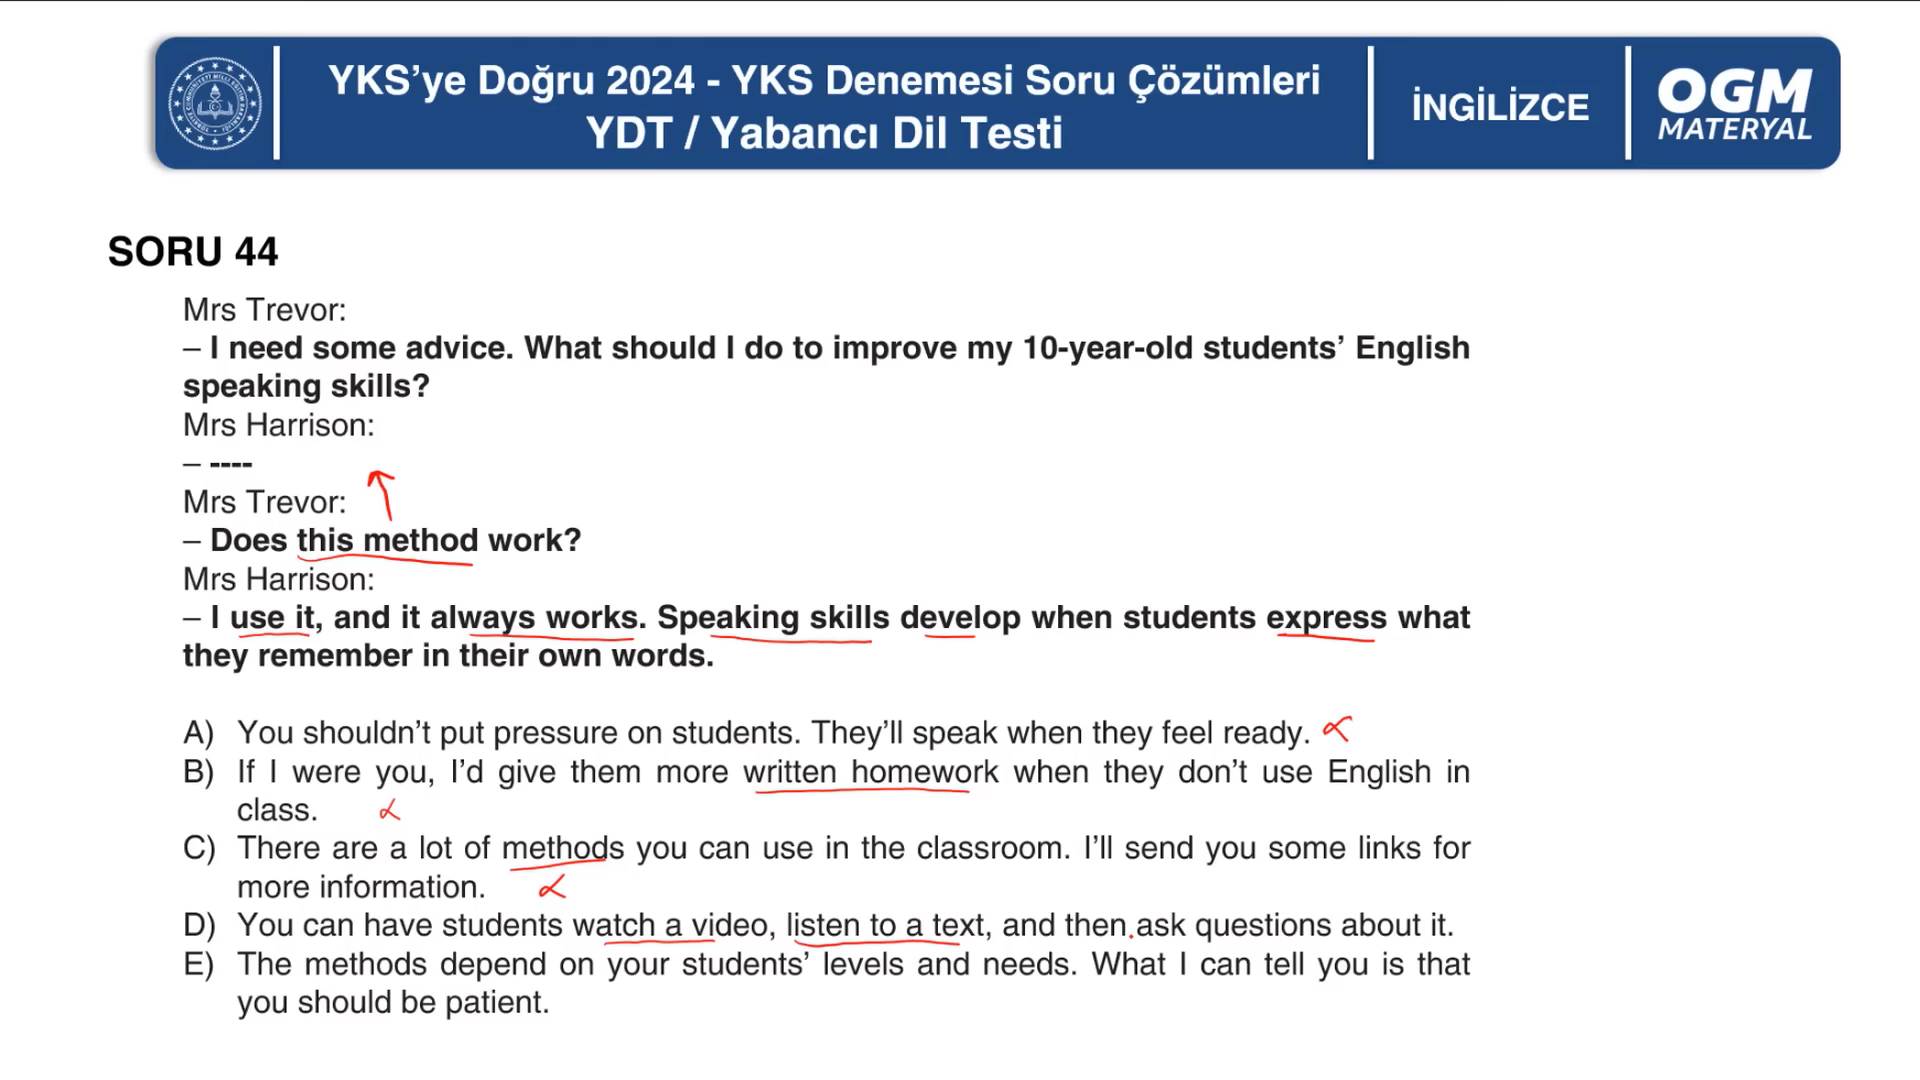 YKS’ye Doğru 2024 - YKS Denemesi Soru Çözümleri
YDT / Yabancı Dil Testi
İNGİLİZCE
OGM
MATERYAL
SORU 44
Mrs Trevor:
– I need some advice. What should I do to improve my 10-year-old students’ English
speaking skills?
Mrs Harrison:
– ----
Mrs Trevor:
– Does this method work?
Mrs Harrison:
– I use it, and it always works. Speaking skills develop when students express what
they remember in their own words.
A) You shouldn’t put pressure on students. They’ll speak when they feel ready.
B) If I were you, I’d give them more written homework when they don’t use English in
class.
C) There are a lot of methods you can use in the classroom. I’ll send you some links for
more information.
D) You can have students watch a video, listen to a text, and then ask questions about it.
E) The methods depend on your students’ levels and needs. What I can tell you is that
you should be patient.